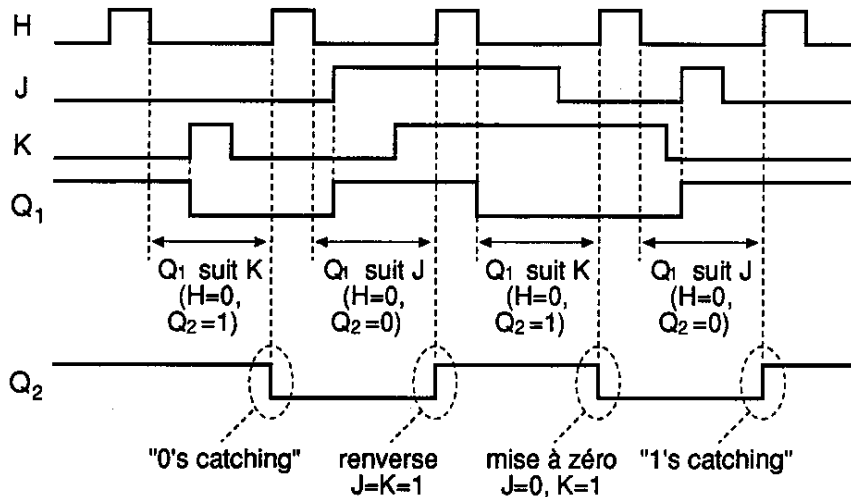 H
J
K
Q₁
Q₁ suit K
(H=0,
Q₂=1)
Q₁ suit J
(H=0,
Q₂=0)
Q₁ suit K
(H=0,
Q₂=1)
Q₁ suit J
(H=0,
Q₂=0)
Q₂
"0's catching"
renverse
J=K=1
mise à zéro
J=0, K=1
"1's catching"